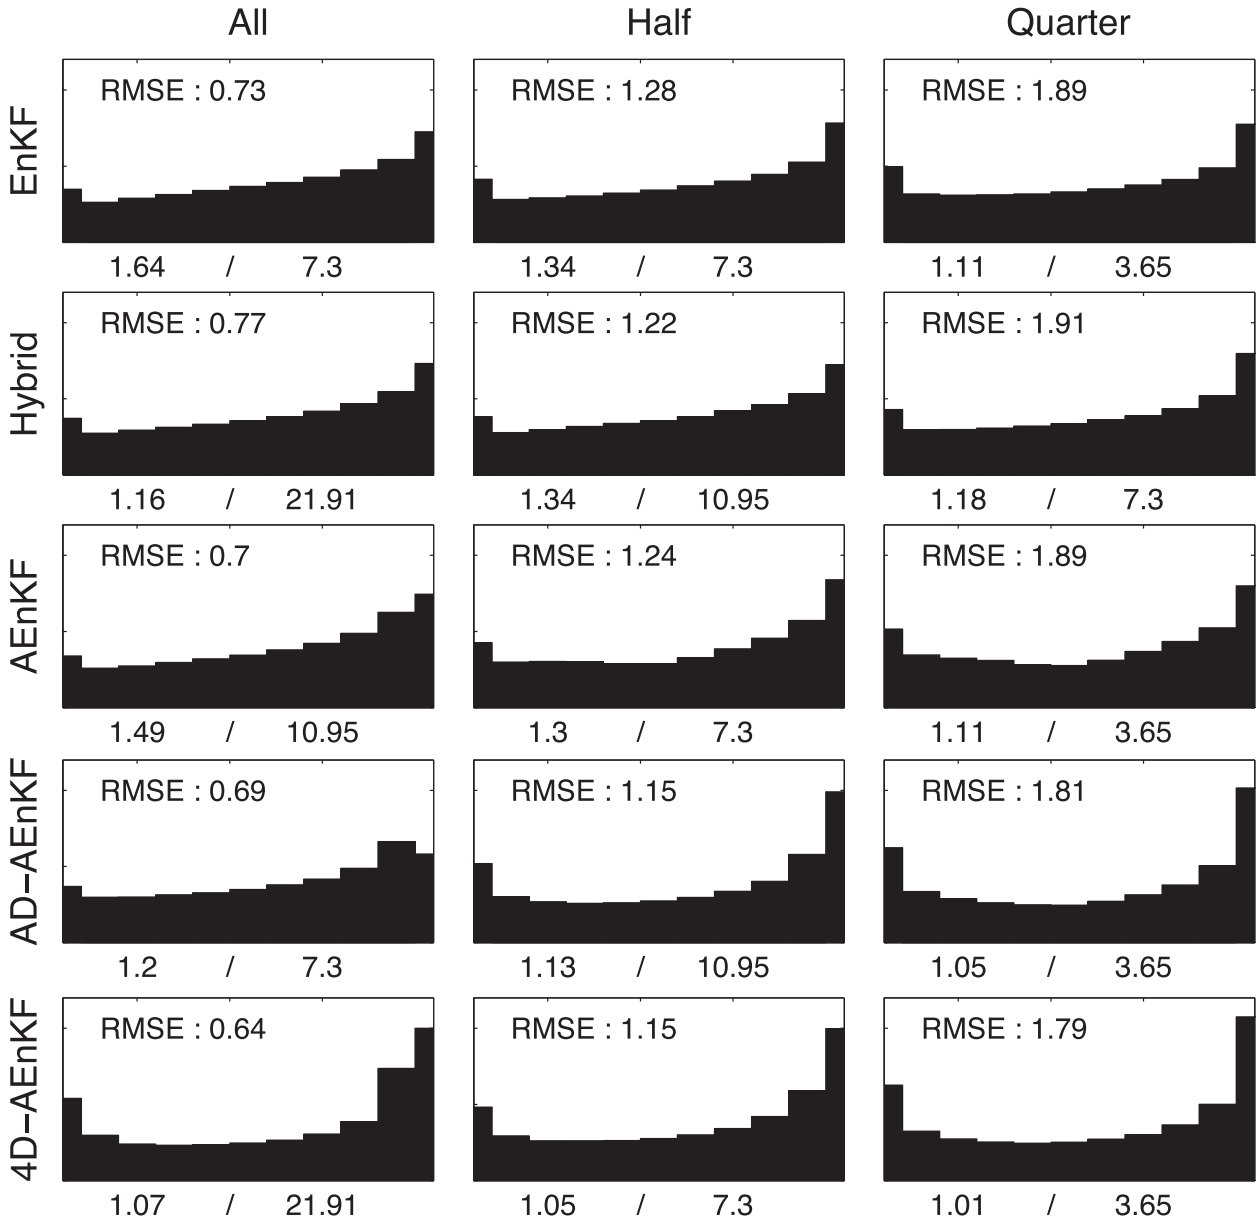 All Half Quarter
EnKF
RMSE : 0.73 RMSE : 1.28 RMSE : 1.89
1.64 / 7.3 1.34 / 7.3 1.11 / 3.65
Hybrid
RMSE : 0.77 RMSE : 1.22 RMSE : 1.91
1.16 / 21.91 1.34 / 10.95 1.18 / 7.3
AEnKF
RMSE : 0.7 RMSE : 1.24 RMSE : 1.89
1.49 / 10.95 1.3 / 7.3 1.11 / 3.65
AD−AEnKF
RMSE : 0.69 RMSE : 1.15 RMSE : 1.81
1.2 / 7.3 1.13 / 10.95 1.05 / 3.65
4D−AEnKF
RMSE : 0.64 RMSE : 1.15 RMSE : 1.79
1.07 / 21.91 1.05 / 7.3 1.01 / 3.65